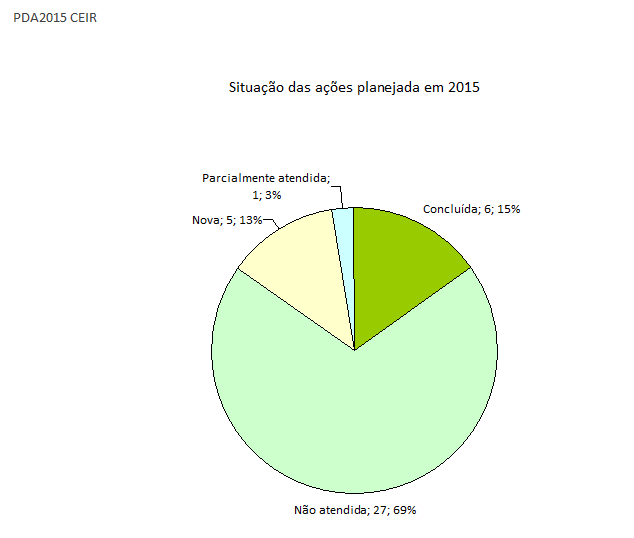 PDA2015 CEIR
Situação das ações planejada em 2015
Parcialmente atendida;
1; 3%
Nova; 5; 13%
Concluída; 6; 15%
Não atendida; 27; 69%